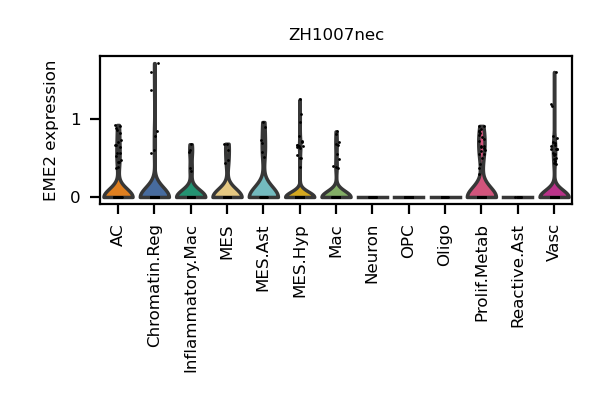 ZH1007nec
EME2 expression
1
0
AC
Chromatin.Reg
Inflammatory.Mac
MES
MES.Ast
MES.Hyp
Mac
Neuron
OPC
Oligo
Prolif.Metab
Reactive.Ast
Vasc